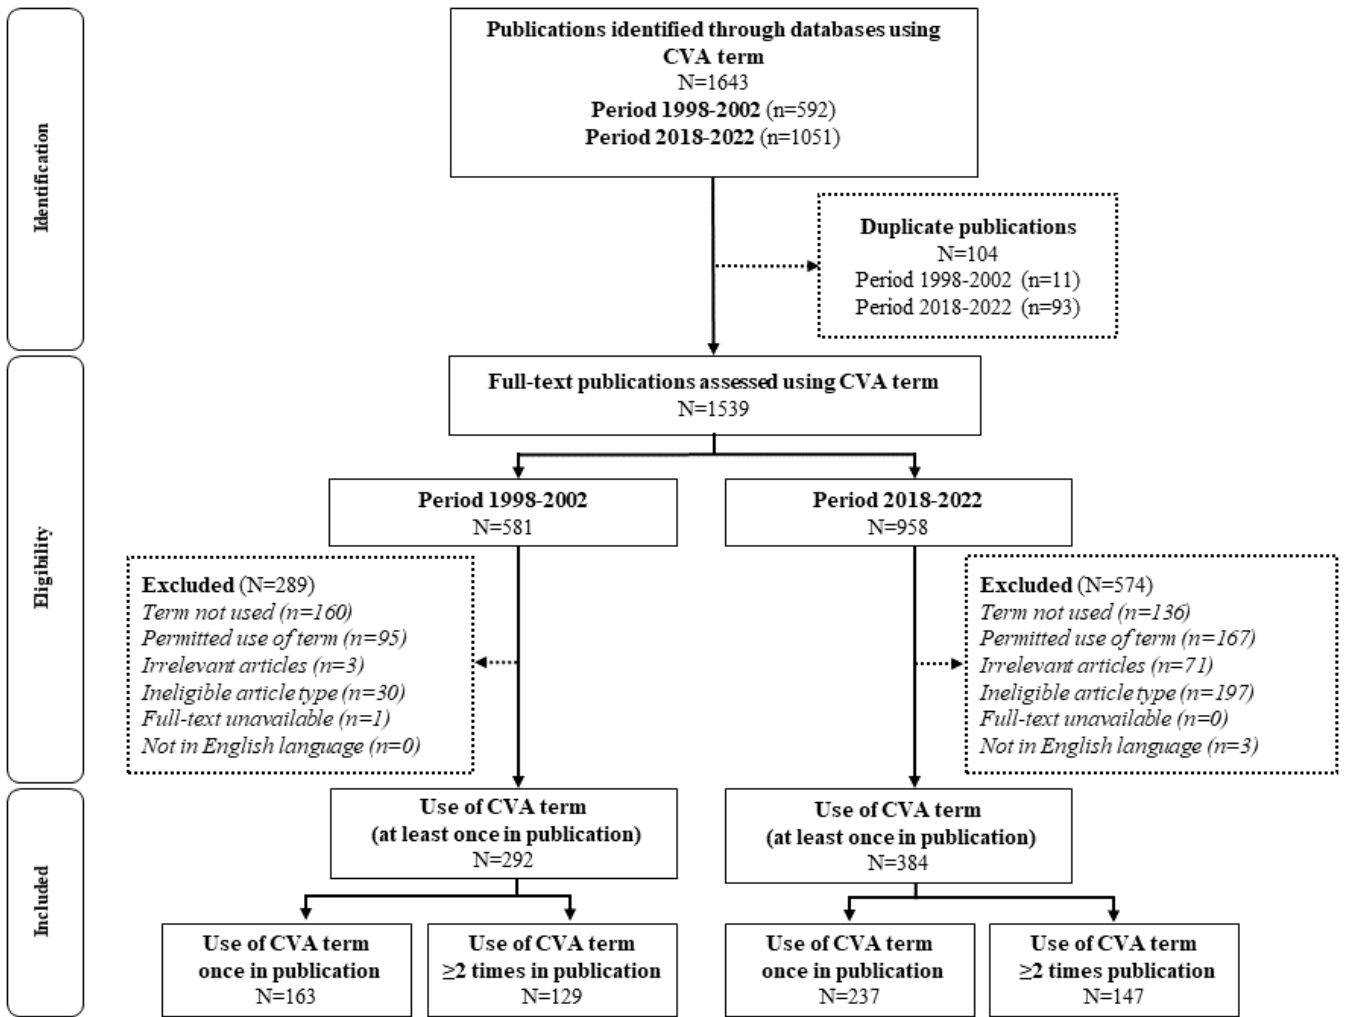 Identification
Publications identified through databases using
CVA term
N=1643
Period 1998-2002 (n=592)
Period 2018-2022 (n=1051)
Duplicate publications
N=104
Period 1998-2002 (n=11)
Period 2018-2022 (n=93)
Eligibility
Full-text publications assessed using CVA term
N=1539
Period 1998-2002
N=581
Period 2018-2022
N=958
Excluded (N=289)
Term not used (n=160)
Permitted use of term (n=95)
Irrelevant articles (n=3)
Ineligible article type (n=30)
Full-text unavailable (n=1)
Not in English language (n=0)
Excluded (N=574)
Term not used (n=136)
Permitted use of term (n=167)
Irrelevant articles (n=71)
Ineligible article type (n=197)
Full-text unavailable (n=0)
Not in English language (n=3)
Included
Use of CVA term
(at least once in publication)
N=292
Use of CVA term
(at least once in publication)
N=384
Use of CVA term
once in publication
N=163
Use of CVA term
≥2 times in publication
N=129
Use of CVA term
once in publication
N=237
Use of CVA term
≥2 times publication
N=147